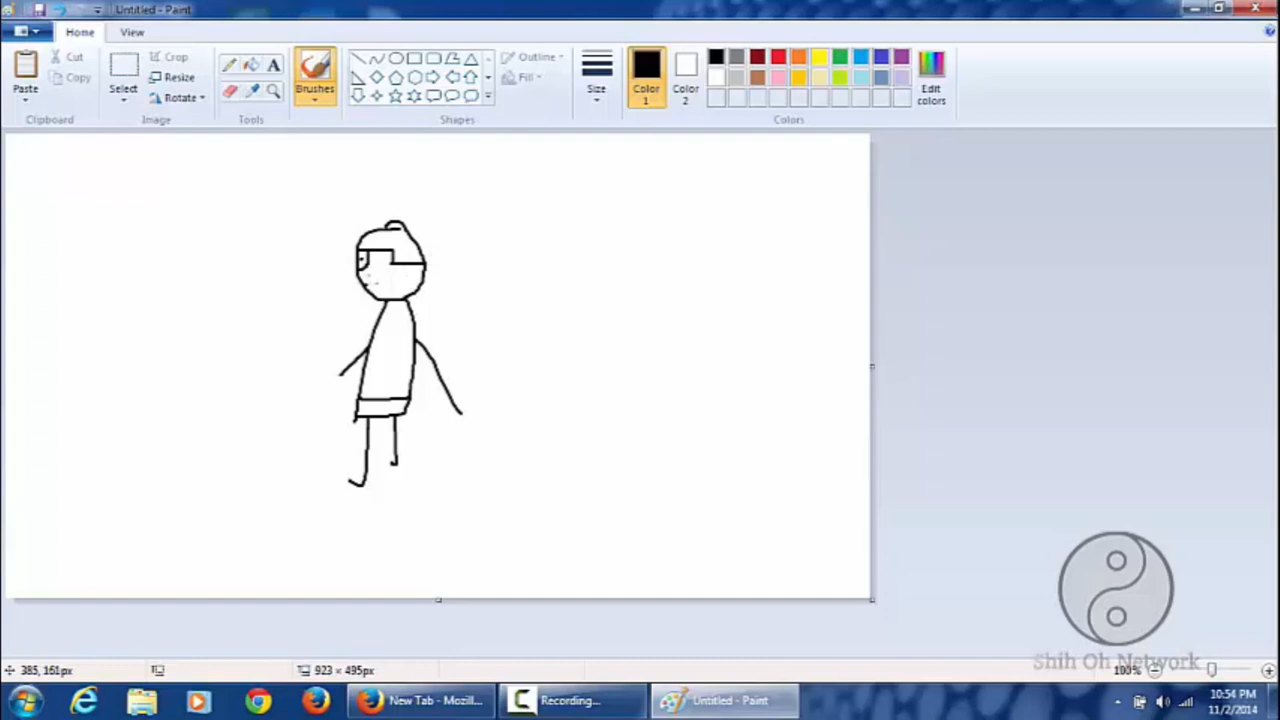 Untitled - Paint
Home View
Paste
Cut
Copy
Clipboard
Select
Crop
Resize
Rotate
Image
A
Tools
Brushes
Outline
Fill
Shapes
Size
Color 1
Color 2
Edit colors
Colors
385, 161px
923 × 495px
100%
Shih Oh Network
New Tab - Mozill...
Recording...
Untitled - Paint
10:54 PM
11/2/2014